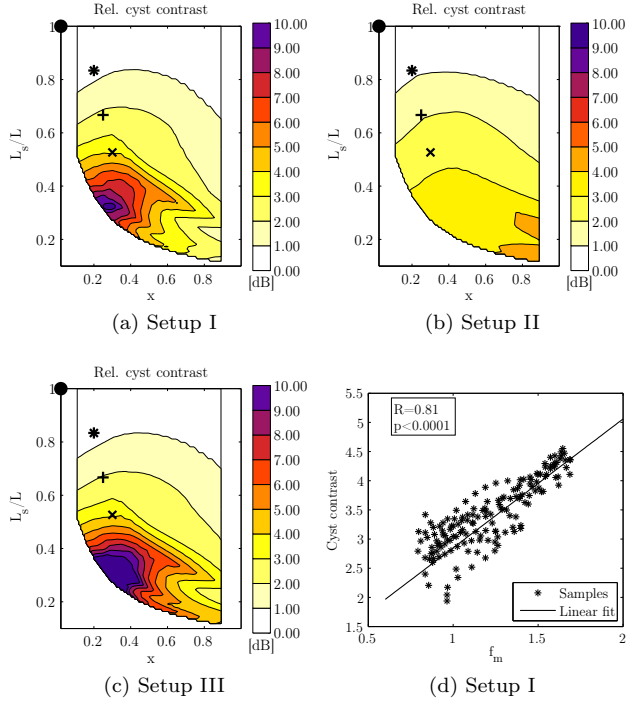 Rel. cyst contrast
1
0.8
0.6
0.4
0.2
L_s/L
0.2 0.4 0.6 0.8
x
10.00
9.00
8.00
7.00
6.00
5.00
4.00
3.00
2.00
1.00
0.00
[dB]
(a) Setup I
Rel. cyst contrast
1
0.8
0.6
0.4
0.2
L_s/L
0.2 0.4 0.6 0.8
x
10.00
9.00
8.00
7.00
6.00
5.00
4.00
3.00
2.00
1.00
0.00
[dB]
(b) Setup II
Rel. cyst contrast
1
0.8
0.6
0.4
0.2
L_s/L
0.2 0.4 0.6 0.8
x
10.00
9.00
8.00
7.00
6.00
5.00
4.00
3.00
2.00
1.00
0.00
[dB]
(c) Setup III
R=0.81
p<0.0001
5.5
5
4.5
4
3.5
3
2.5
2
1.5
Cyst contrast
Samples
Linear fit
0.5 1 1.5 2
f_m
(d) Setup I